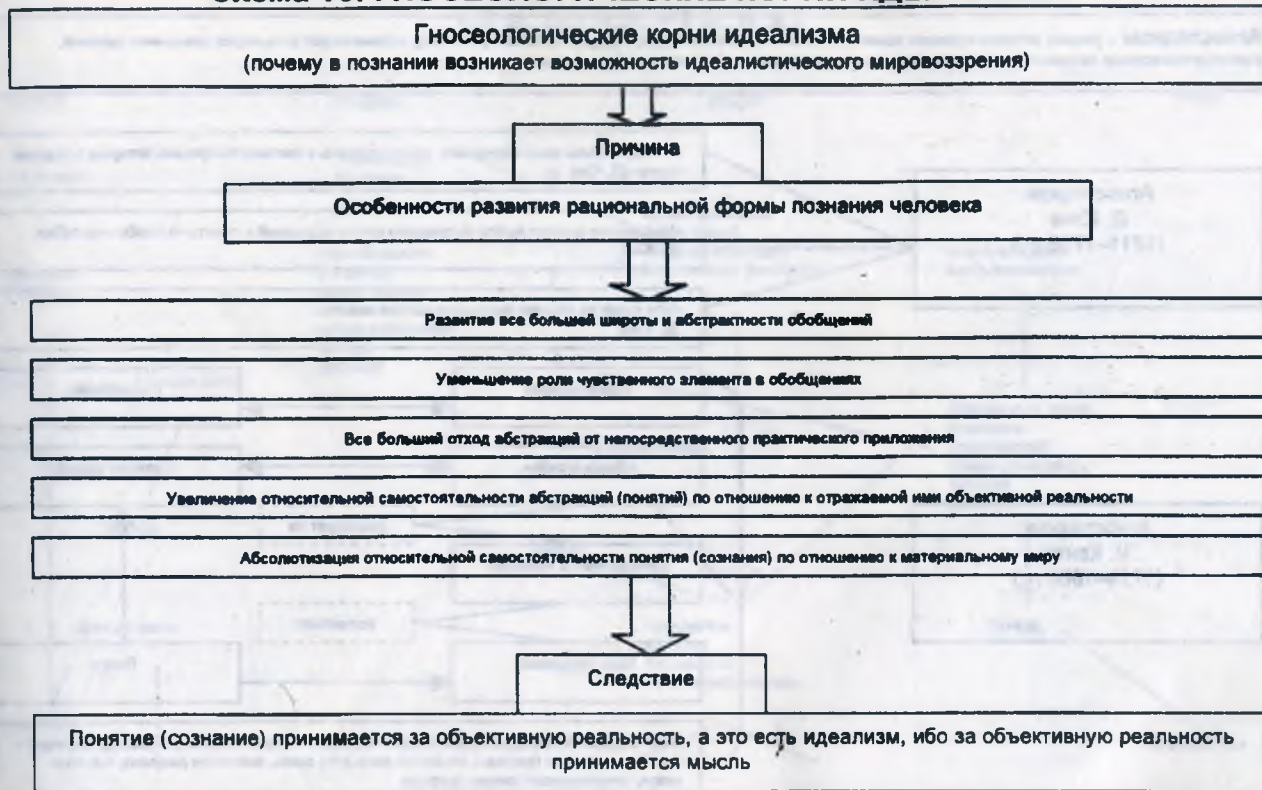 Гносеологические корни идеализма
(почему в познании возникает возможность идеалистического мировоззрения)
Причина
Особенности развития рациональной формы познания человека
Развитие все большей широты и абстрактности обобщений
Уменьшение роли чувственного элемента в обобщениях
Все больший отход абстракций от непосредственного практического приложения
Увеличение относительной самостоятельности абстракций (понятий) по отношению к отражаемой ими объективной реальности
Абсолютизация относительной самостоятельности понятия (сознания) по отношению к материальному миру
Следствие
Понятие (сознание) принимается за объективную реальность, а это есть идеализм, ибо за объективную реальность
принимается мысль